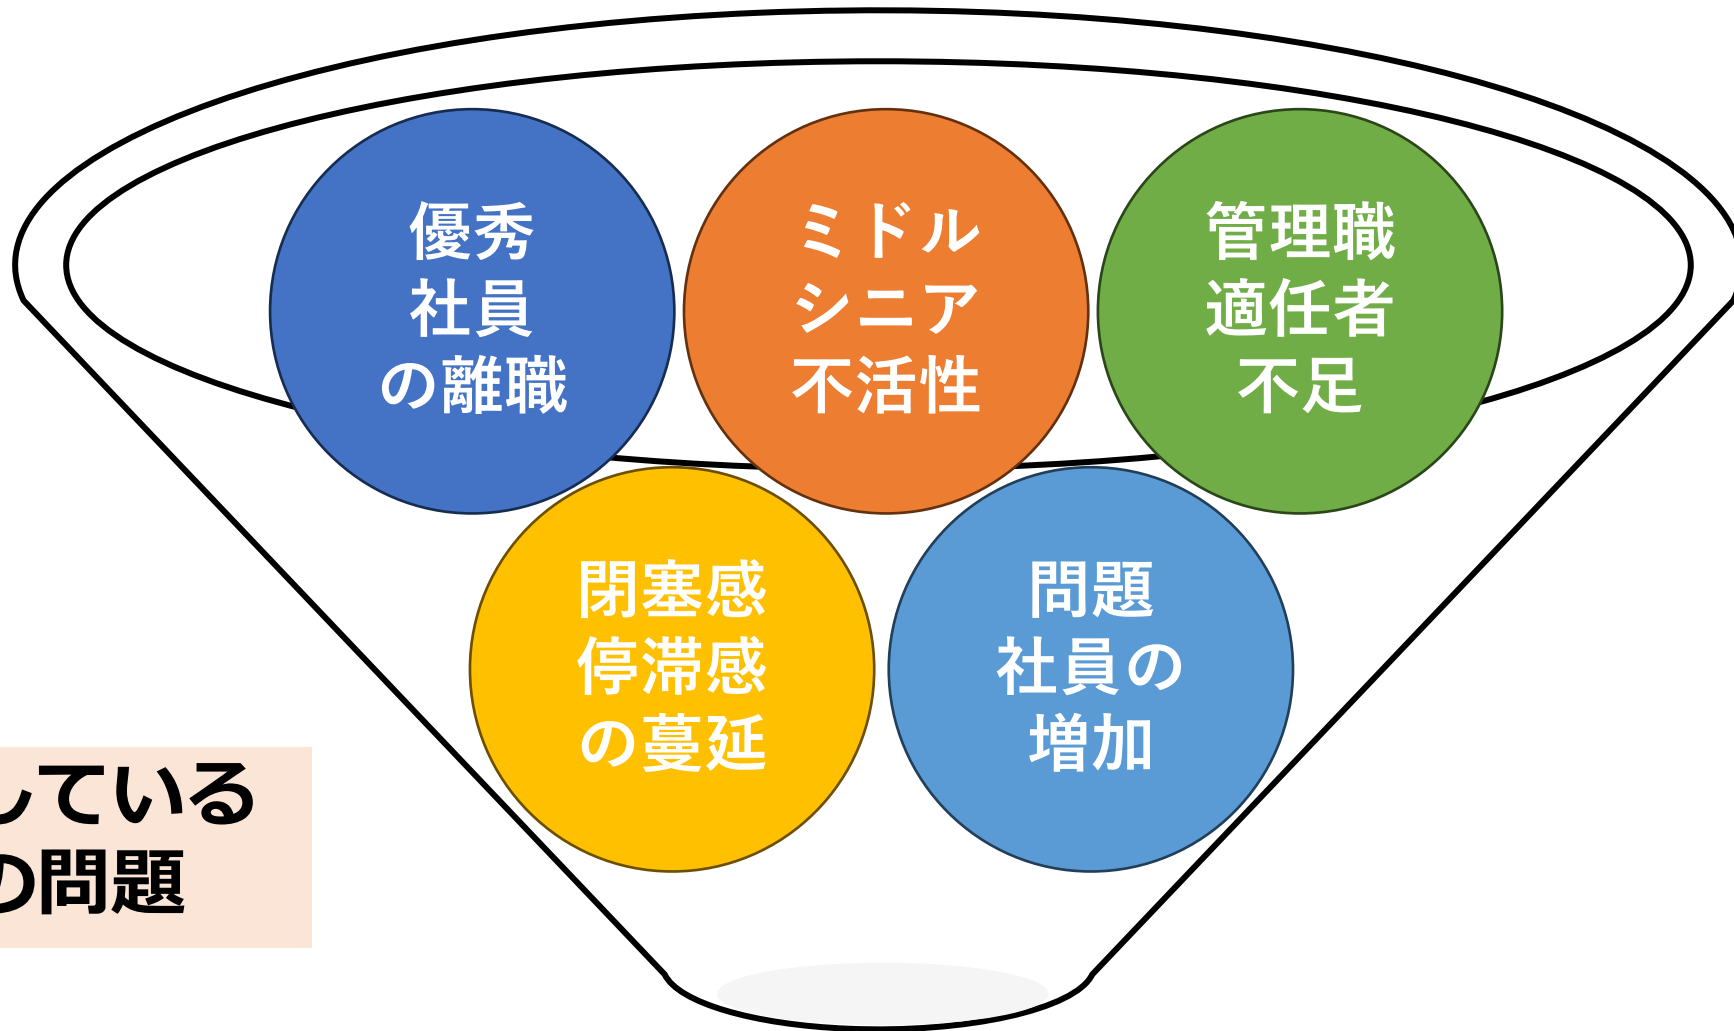 優秀
社員
の離職
ミドル
シニア
不活性
管理職
適任者
不足
閉塞感
停滞感
の蔓延
問題
社員の
増加
している
の問題